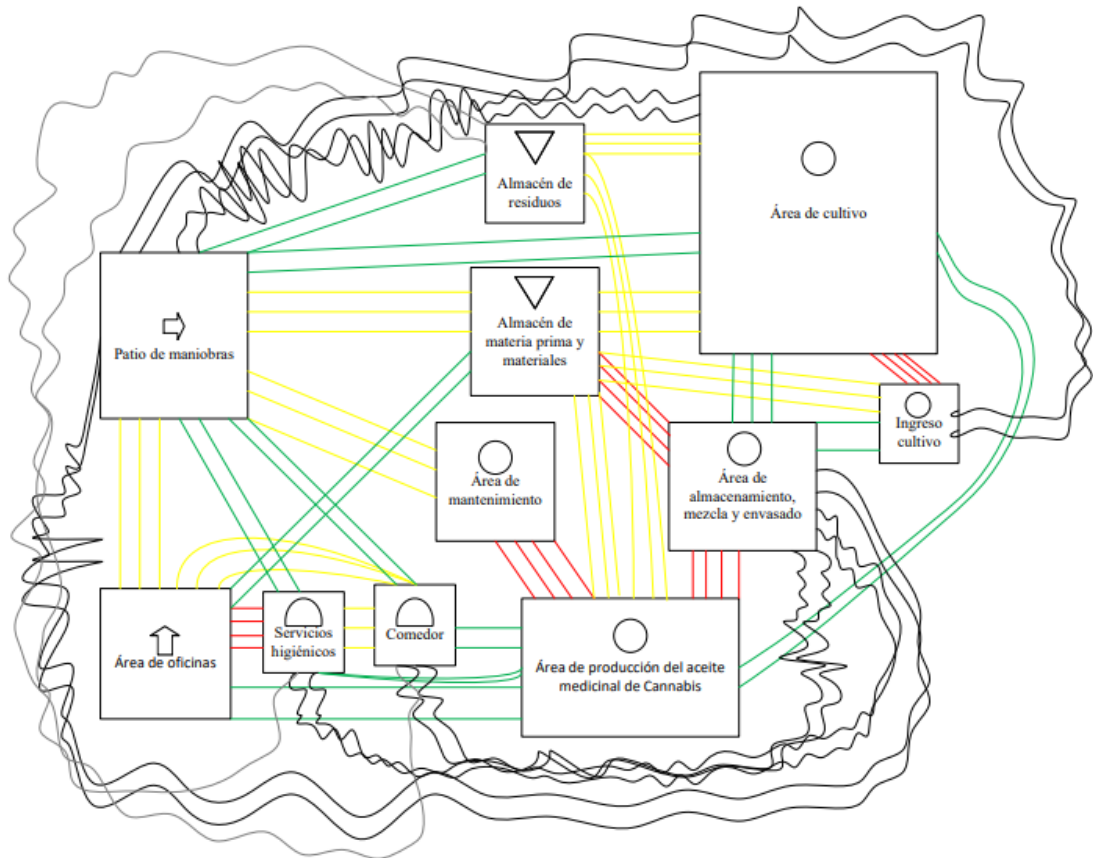 Almacén de
residuos
Área de cultivo
Patio de maniobras
Almacén de
materia prima y
materiales
Ingreso
cultivo
Área de
mantenimiento
Área de
almacenamiento,
mezcla y envasado
Área de oficinas
Servicios
higiénicos
Comedor
Área de producción del aceite
medicinal de Cannabis